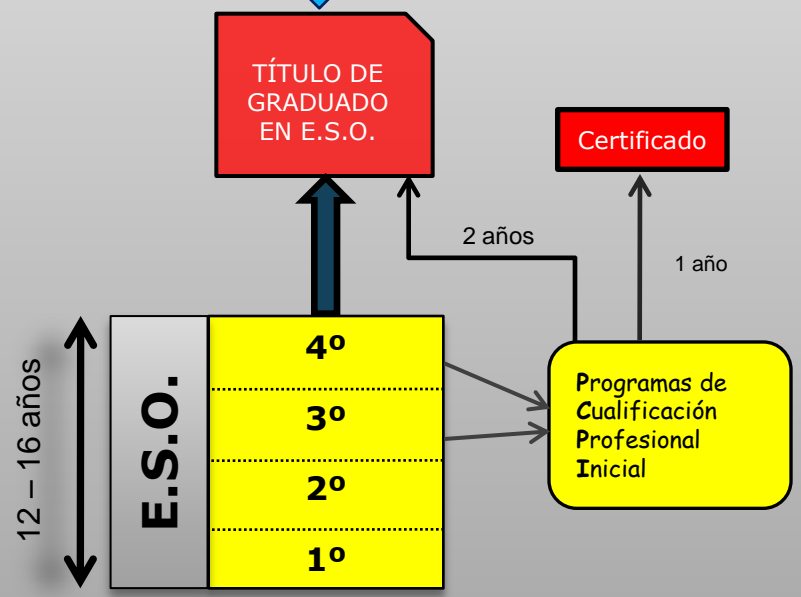 TÍTULO DE
GRADUADO
EN E.S.O.
Certificado
2 años
1 año
12 – 16 años
E.S.O.
4º
3º
2º
1º
Programas de
Cualificación
Profesional
Inicial